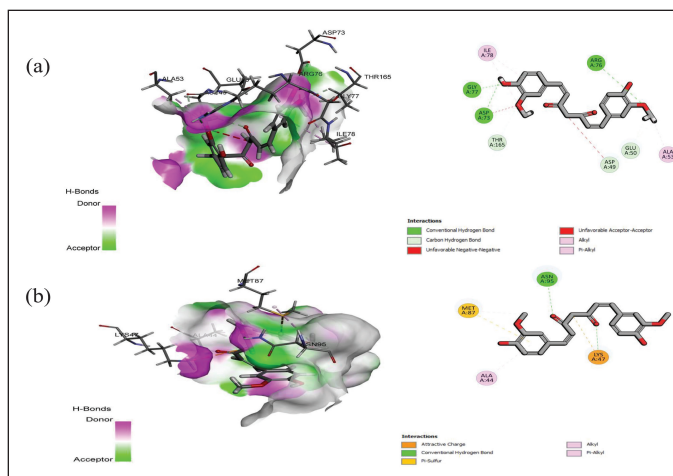 (a)
ASP73
ALA53
THR165
ARG76
ILE78
H-Bonds
Donor
Acceptor
ILE
A:78
ARG
A:76
GLY
A:77
ASP
A:73
THR
A:165
GLU
A:50
ASP
A:49
ALA
A:53
Interactions
Conventional Hydrogen Bond
Carbon Hydrogen Bond
Unfavorable Negative-Negative
Unfavorable Acceptor-Acceptor
Alkyl
Pi-Alkyl
(b)
MET87
LYS47
H-Bonds
Donor
Acceptor
ASN
A:95
MET
A:87
LYS
A:47
ALA
A:44
Interactions
Attractive Charge
Conventional Hydrogen Bond
Pi-Sulfur
Alkyl
Pi-Alkyl